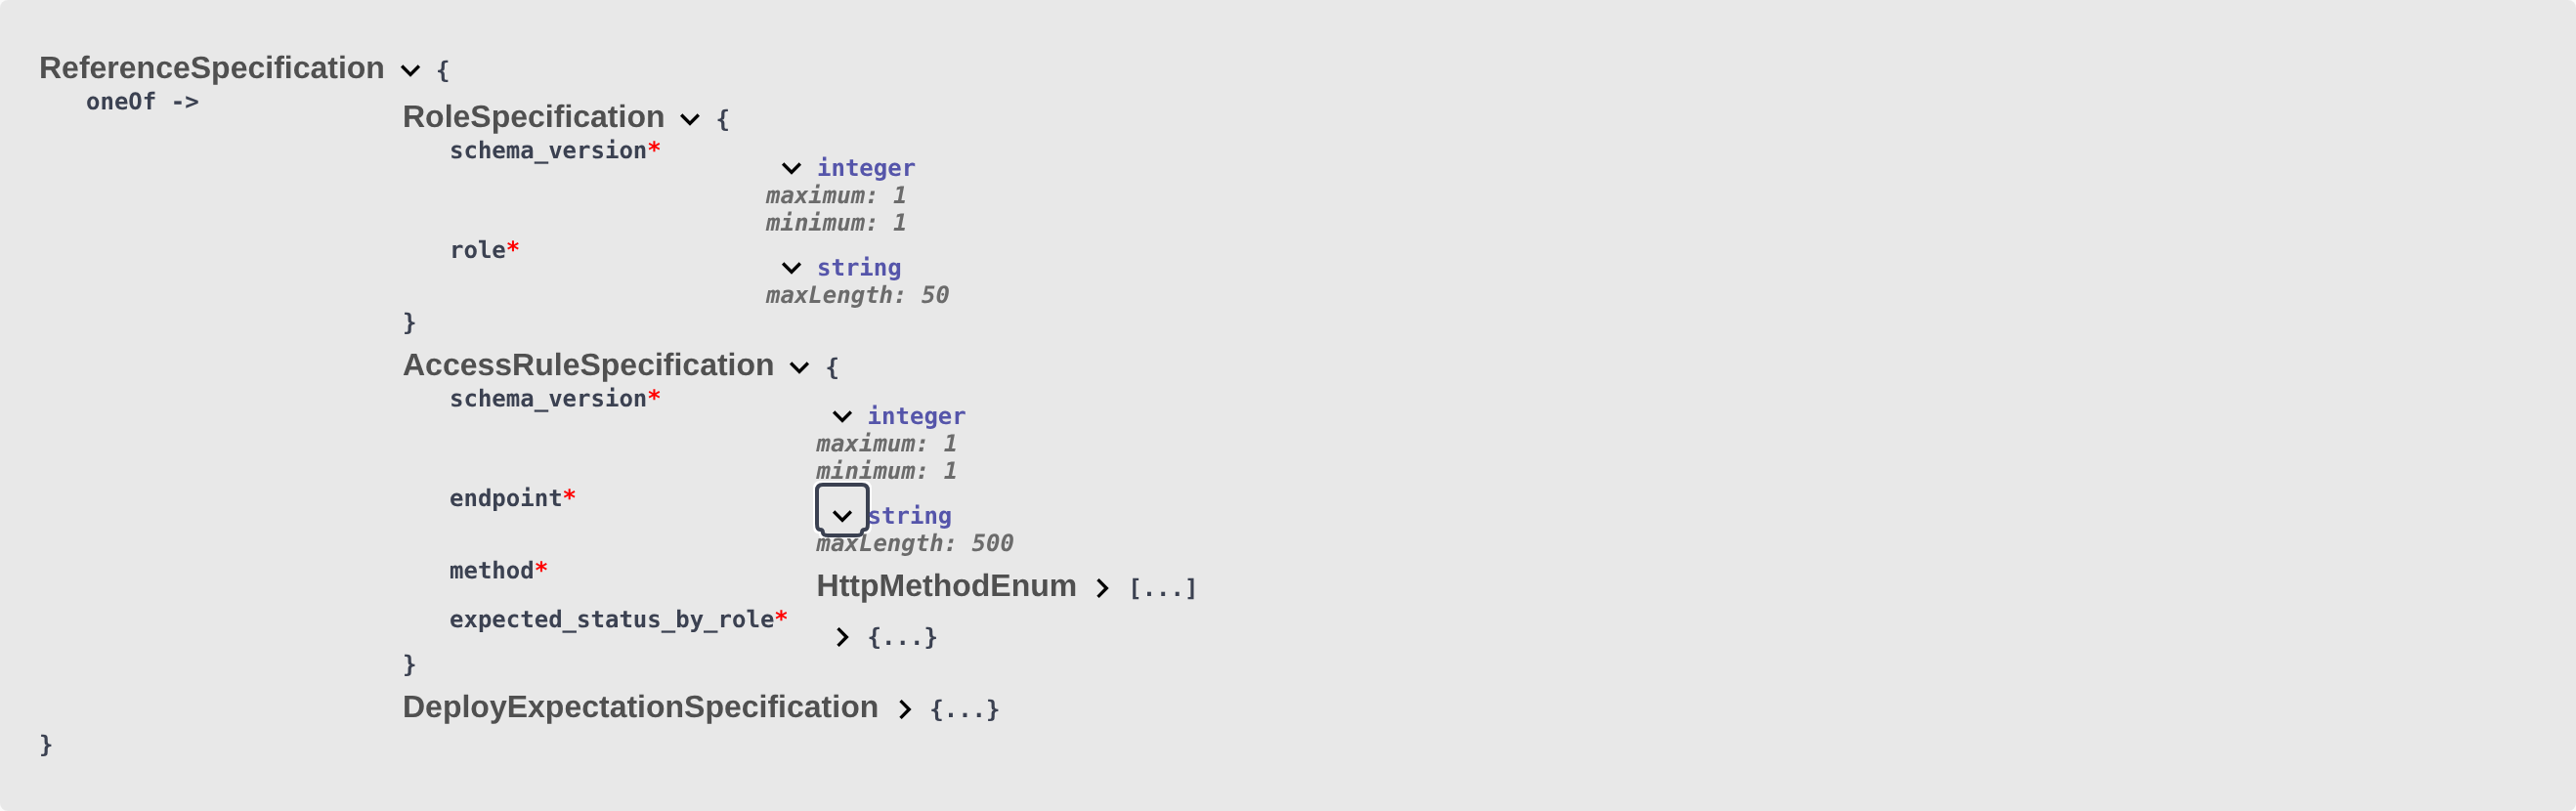 ReferenceSpecification {
oneOf ->
RoleSpecification {
schema_version*
integer
maximum: 1
minimum: 1
role*
string
maxLength: 50
}
AccessRuleSpecification {
schema_version*
integer
maximum: 1
minimum: 1
endpoint*
string
maxLength: 500
method*
HttpMethodEnum [...]
expected_status_by_role*
{...}
}
DeployExpectationSpecification {...}
}